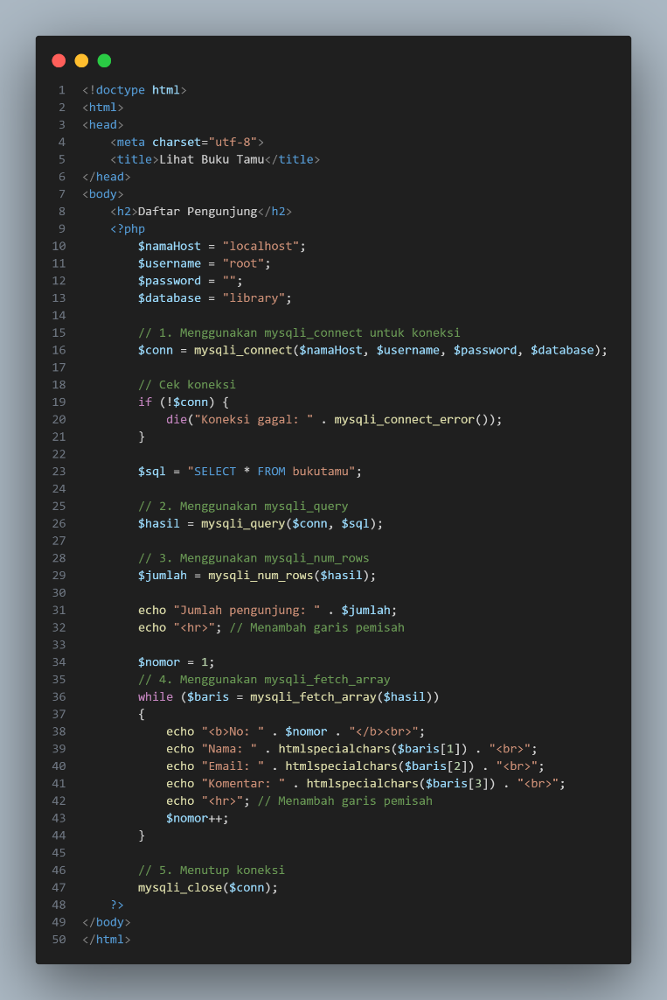 1 <!doctype html>
2 <html>
3 <head>
4     <meta charset="utf-8">
5     <title>Lihat Buku Tamu</title>
6 </head>
7 <body>
8     <h2>Daftar Pengunjung</h2>
9     <?php
10         $namaHost = "localhost";
11         $username = "root";
12         $password = "";
13         $database = "library";
14
15         // 1. Menggunakan mysqli_connect untuk koneksi
16         $conn = mysqli_connect($namaHost, $username, $password, $database);
17
18         // Cek koneksi
19         if (!$conn) {
20             die("Koneksi gagal: " . mysqli_connect_error());
21         }
22
23         $sql = "SELECT * FROM bukutamu";
24
25         // 2. Menggunakan mysqli_query
26         $hasil = mysqli_query($conn, $sql);
27
28         // 3. Menggunakan mysqli_num_rows
29         $jumlah = mysqli_num_rows($hasil);
30
31         echo "Jumlah pengunjung: " . $jumlah;
32         echo "<hr>"; // Menambah garis pemisah
33
34         $nomor = 1;
35         // 4. Menggunakan mysqli_fetch_array
36         while ($baris = mysqli_fetch_array($hasil))
37         {
38             echo "<b>No: " . $nomor . "</b><br>";
39             echo "Nama: " . htmlspecialchars($baris[1]) . "<br>";
40             echo "Email: " . htmlspecialchars($baris[2]) . "<br>";
41             echo "Komentar: " . htmlspecialchars($baris[3]) . "<br>";
42             echo "<hr>"; // Menambah garis pemisah
43             $nomor++;
44         }
45
46         // 5. Menutup koneksi
47         mysqli_close($conn);
48     ?>
49 </body>
50 </html>